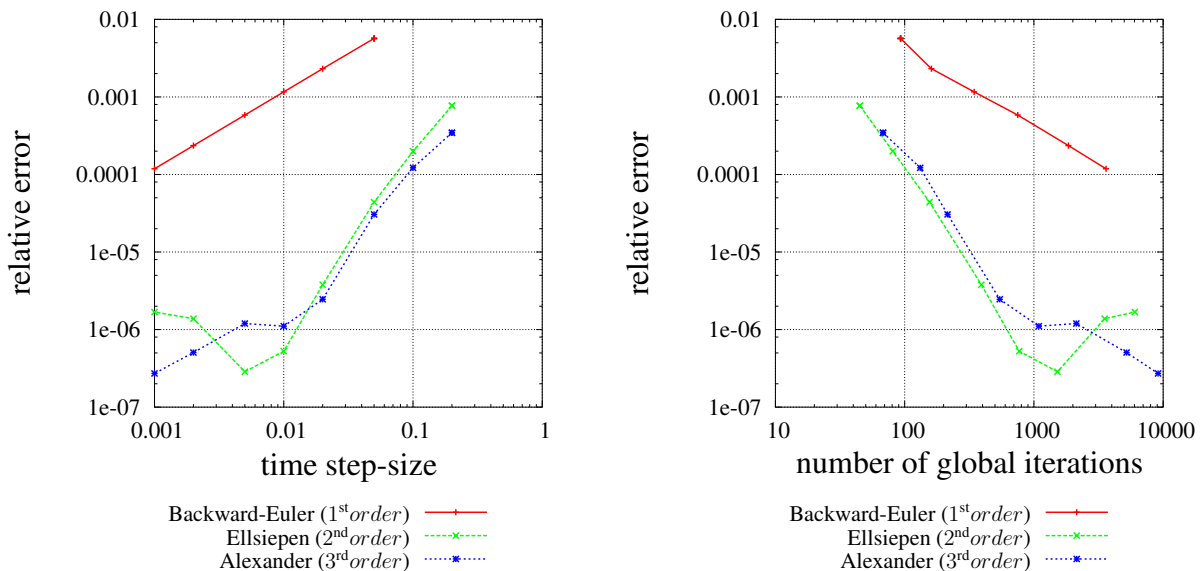 0.01
0.001
0.0001
1e-05
1e-06
1e-07
relative error
0.001
0.01
0.1
1
time step-size
Backward-Euler (1st order)
Ellsiepen (2nd order)
Alexander (3rd order)
0.01
0.001
0.0001
1e-05
1e-06
1e-07
relative error
10
100
1000
10000
number of global iterations
Backward-Euler (1st order)
Ellsiepen (2nd order)
Alexander (3rd order)